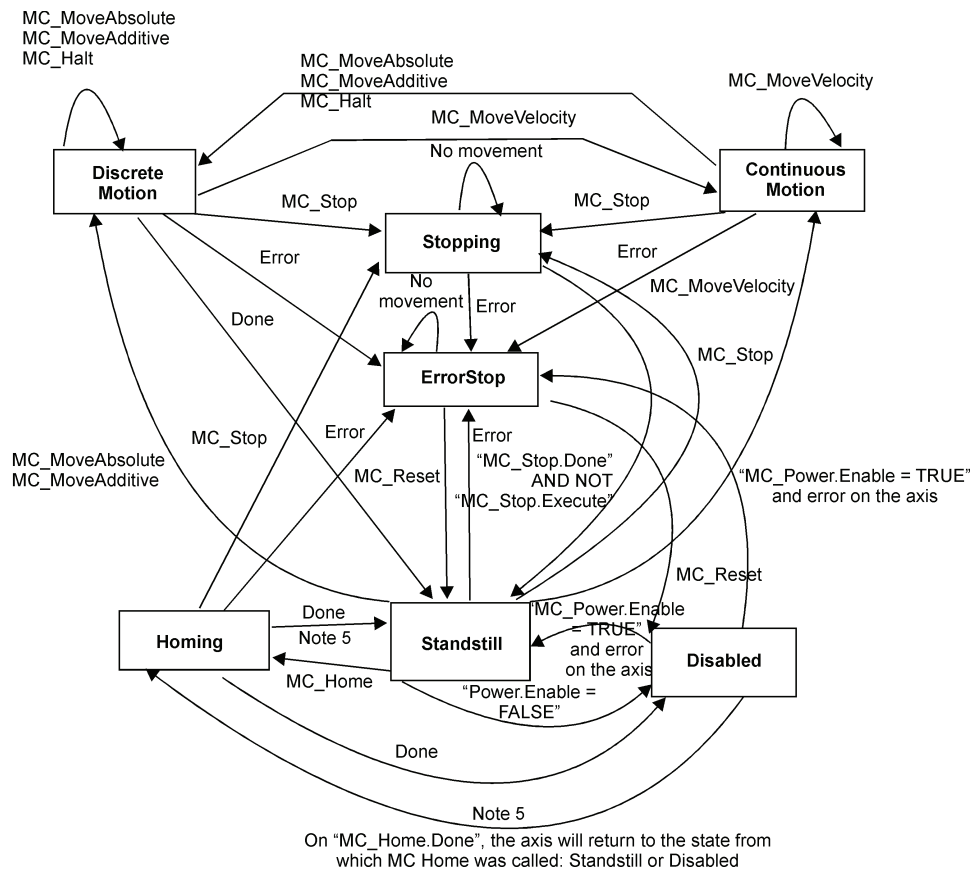 MC_MoveAbsolute
MC_MoveAdditive
MC_Halt
MC_MoveAbsolute
MC_MoveAdditive
MC_Halt
MC_MoveVelocity
MC_MoveVelocity
No movement
Discrete
Motion
Continuous
Motion
MC_Stop
MC_Stop
Stopping
Error
Error
No
movement
MC_MoveVelocity
Error
Done
MC_Stop
ErrorStop
MC_Stop
Error
Error
MC_MoveAbsolute
MC_MoveAdditive
MC_Reset
“MC_Stop.Done”
AND NOT
“MC_Stop.Execute”
“MC_Power.Enable = TRUE”
and error on the axis
MC_Reset
Done
Note 5
Homing
Standstill
“MC_Power.Enable
= TRUE”
and error
on the axis
Disabled
MC_Home
“Power.Enable =
FALSE”
Done
Note 5
On “MC_Home.Done”, the axis will return to the state from
which MC Home was called: Standstill or Disabled